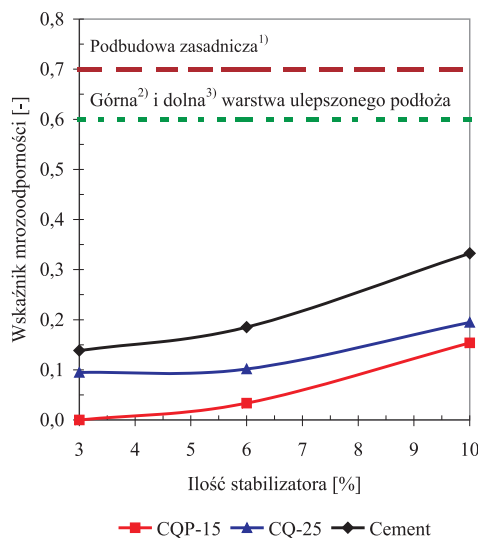 0,8
Podbudowa zasadnicza1)
0,7
Górna2) i dolna3) warstwa ulepszonego podłoża
0,6
0,5
0,4
0,3
0,2
0,1
0,0
Wskaźnik mrozoodporności [-]
3 4 5 6 7 8 9 10
Ilość stabilizatora [%]
CQP-15 CQ-25 Cement